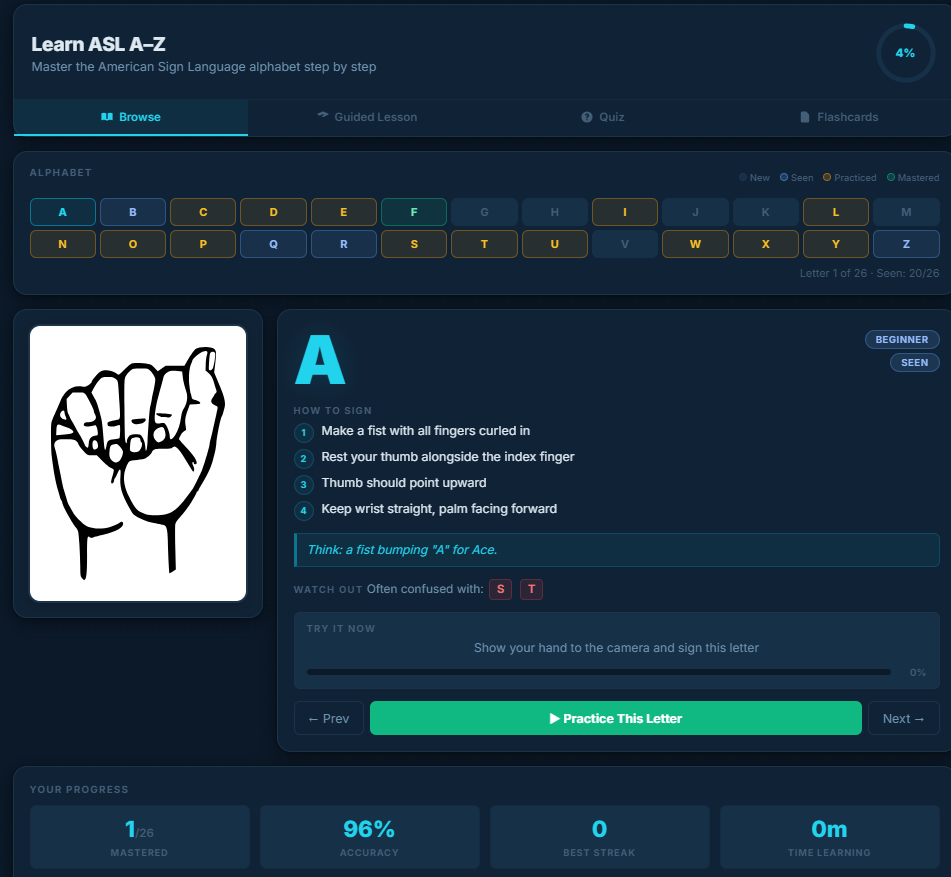 Learn ASL A–Z
Master the American Sign Language alphabet step by step
4%
Browse
Guided Lesson
Quiz
Flashcards
ALPHABET
New Seen Practiced Mastered
A B C D E F G H I J K L M
N O P Q R S T U V W X Y Z
Letter 1 of 26 · Seen: 20/26
A
BEGINNER
SEEN
HOW TO SIGN
1 Make a fist with all fingers curled in
2 Rest your thumb alongside the index finger
3 Thumb should point upward
4 Keep wrist straight, palm facing forward
Think: a fist bumping "A" for Ace.
WATCH OUT Often confused with: S T
TRY IT NOW
Show your hand to the camera and sign this letter
0%
← Prev
▶ Practice This Letter
Next →
YOUR PROGRESS
1/26
MASTERED
96%
ACCURACY
0
BEST STREAK
0m
TIME LEARNING